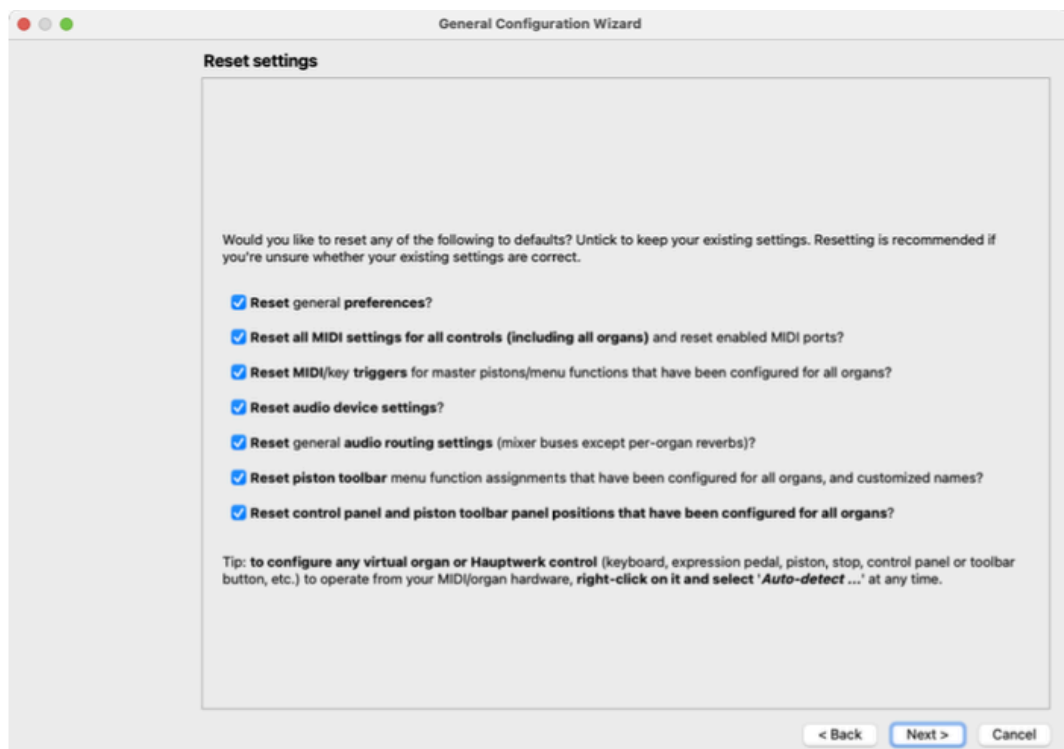 General Configuration Wizard
Reset settings
Would you like to reset any of the following to defaults? Untick to keep your existing settings. Resetting is recommended if
you're unsure whether your existing settings are correct.
Reset general preferences?
Reset all MIDI settings for all controls (including all organs) and reset enabled MIDI ports?
Reset MIDI/key triggers for master pistons/menu functions that have been configured for all organs?
Reset audio device settings?
Reset general audio routing settings (mixer buses except per-organ reverbs)?
Reset piston toolbar menu function assignments that have been configured for all organs, and customized names?
Reset control panel and piston toolbar panel positions that have been configured for all organs?
Tip: to configure any virtual organ or Hauptwerk control (keyboard, expression pedal, piston, stop, control panel or toolbar
button, etc.) to operate from your MIDI/organ hardware, right-click on it and select 'Auto-detect ...' at any time.
< Back Next > Cancel